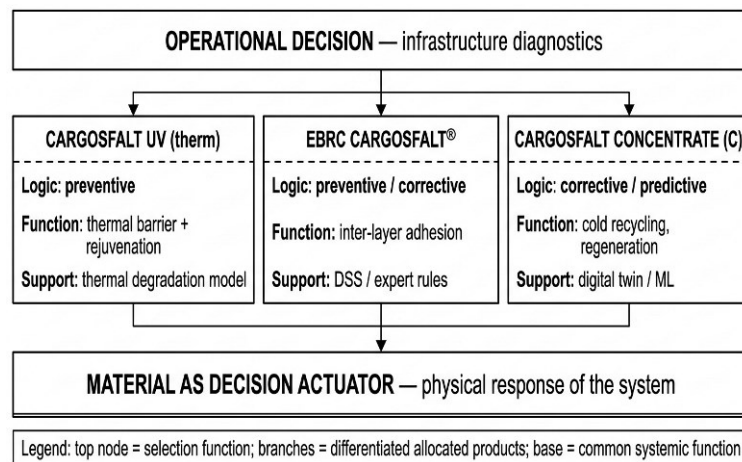 OPERATIONAL DECISION — infrastructure diagnostics
CARGOSFALT UV (therm)
Logic: preventive
Function: thermal barrier +
rejuvenation
Support: thermal degradation model
EBRC CARGOSFALT®
Logic: preventive / corrective
Function: inter-layer adhesion
Support: DSS / expert rules
CARGOSFALT CONCENTRATE (C)
Logic: corrective / predictive
Function: cold recycling,
regeneration
Support: digital twin / ML
MATERIAL AS DECISION ACTUATOR — physical response of the system
Legend: top node = selection function; branches = differentiated allocated products; base = common systemic function